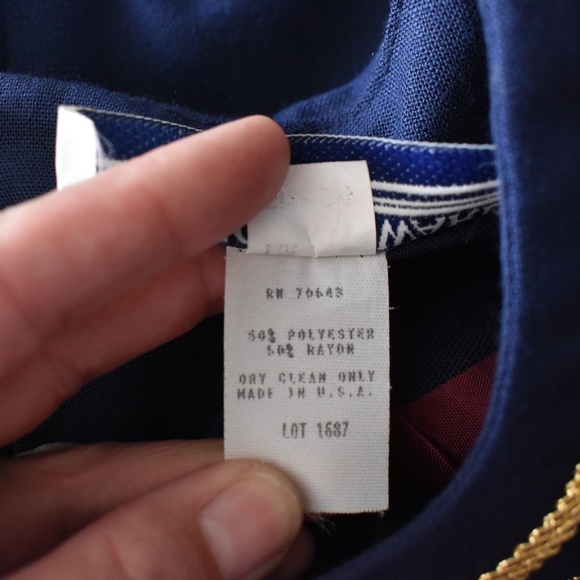 RN 70643
50% POLYESTER
50% RAYON
DRY CLEAN ONLY
MADE IN U.S.A.
LOT 1687